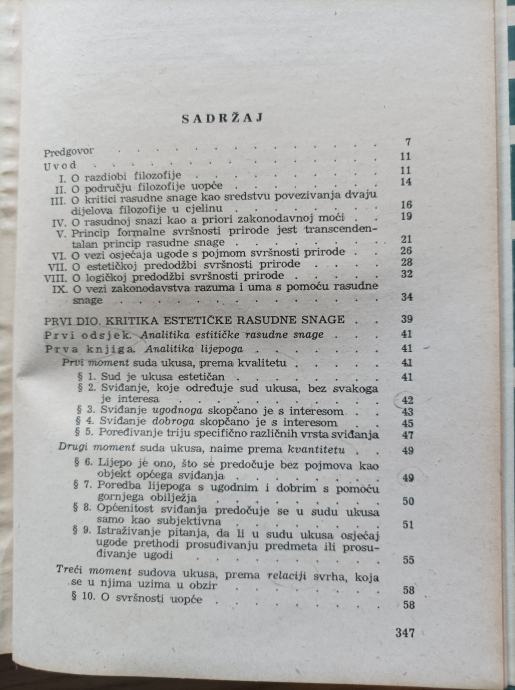 SADRŽAJ
Predgovor . . . . . . . . . . . . 7
Uvod . . . . . . . . . . . . . 11
I. O razdiobi filozofije . . . . . . . . 11
II. O području filozofije uopće . . . . . . 14
III. O kritici rasudne snage kao sredstvu povezivanja dvaju
dijelova filozofije u cjelinu . . . . . . 16
IV. O rasudnoj snazi kao a priori zakonodavnoj moći . . 19
V. Princip formalne svršnosti prirode jest transcenden-
talan princip rasudne snage . . . . . . 21
VI. O vezi osjećaja ugode s pojmom svršnosti prirode . . 26
VII. O estetičkoj predodžbi svršnosti prirode . . . . 28
VIII. O logičkoj predodžbi svršnosti prirode . . . . 32
IX. O vezi zakonodavstva razuma i uma s pomoću rasudne
snage . . . . . . . . . . . . 34
PRVI DIO. KRITIKA ESTETIČKE RASUDNE SNAGE . . 39
Prvi odsjek. Analitika estitičke rasudne snage . . . 41
Prva knjiga. Analitika lijepoga . . . . . . 41
Prvi moment suda ukusa, prema kvalitetu . . . . 41
§ 1. Sud je ukusa estetičan . . . . . . . 41
§ 2. Sviđanje, koje određuje sud ukusa, bez svakoga
je interesa . . . . . . . . . . 42
§ 3. Sviđanje ugodnoga skopčano je s interesom . . 43
§ 4. Sviđanje dobroga skopčano je s interesom . . 45
§ 5. Poređivanje triju specifično različnih vrsta sviđanja 47
Drugi moment suda ukusa, naime prema kvantitetu . . 49
§ 6. Lijepo je ono, što se predočuje bez pojmova kao
objekt općega sviđanja . . . . . . . 49
§ 7. Poredba lijepoga s ugodnim i dobrim s pomoću
gornjega obilježja . . . . . . . . 50
§ 8. Općenitost sviđanja predočuje se u sudu ukusa
samo kao subjektivna . . . . . . . 51
§ 9. Istraživanje pitanja, da li u sudu ukusa osjećaj
ugode prethodi prosuđivanju predmeta ili prosu-
đivanje ugodi . . . . . . . . . 55
Treći moment sudova ukusa, prema relaciji svrha, koja
se u njima uzima u obzir . . . . . . . 58
§ 10. O svršnosti uopće . . . . . . . . 58
347